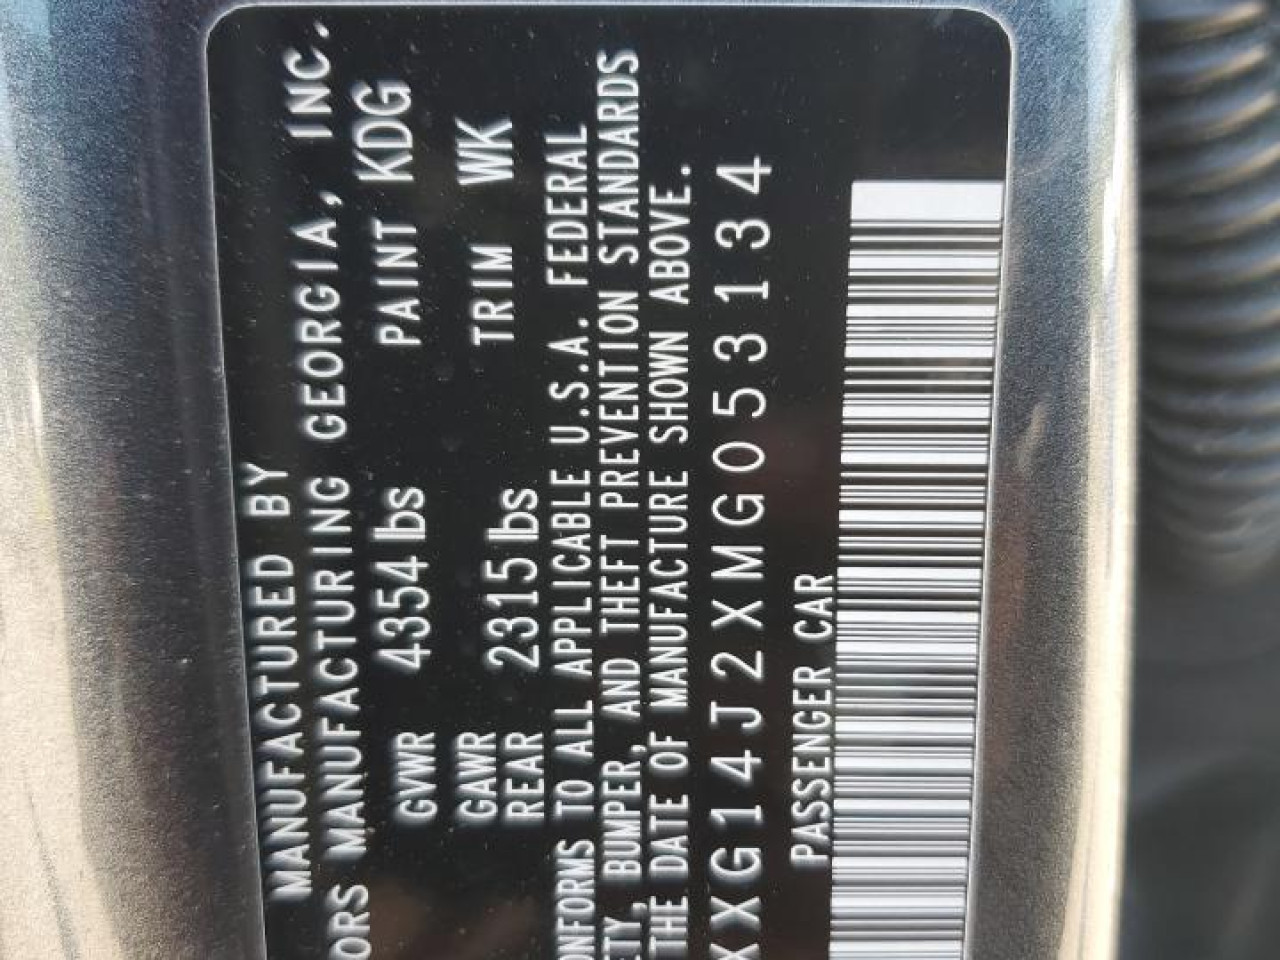 MANUFACTURED BY
ORS MANUFACTURING GEORGIA, INC.
GVWR 4354 lbs PAINT KDG
GAWR
REAR 2315 lbs TRIM WK
ONFORMS TO ALL APPLICABLE U.S.A. FEDERAL
ETY, BUMPER, AND THEFT PREVENTION STANDARDS
THE DATE OF MANUFACTURE SHOWN ABOVE.
XXG14J2XMG053134
PASSENGER CAR